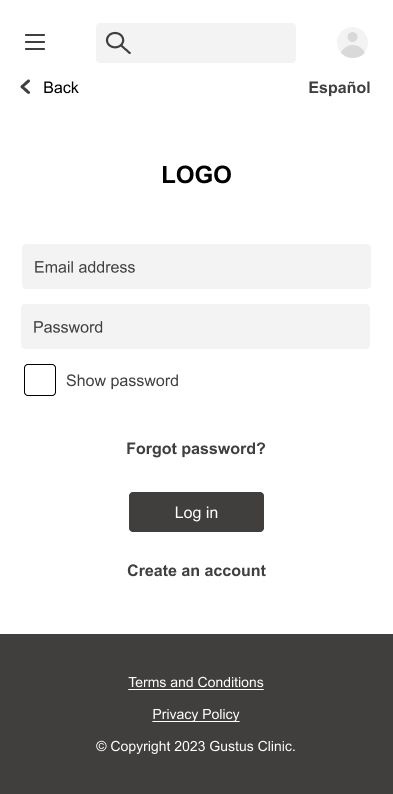 Back
Español
LOGO
Email address
Password
Show password
Forgot password?
Log in
Create an account
Terms and Conditions
Privacy Policy
© Copyright 2023 Gustus Clinic.